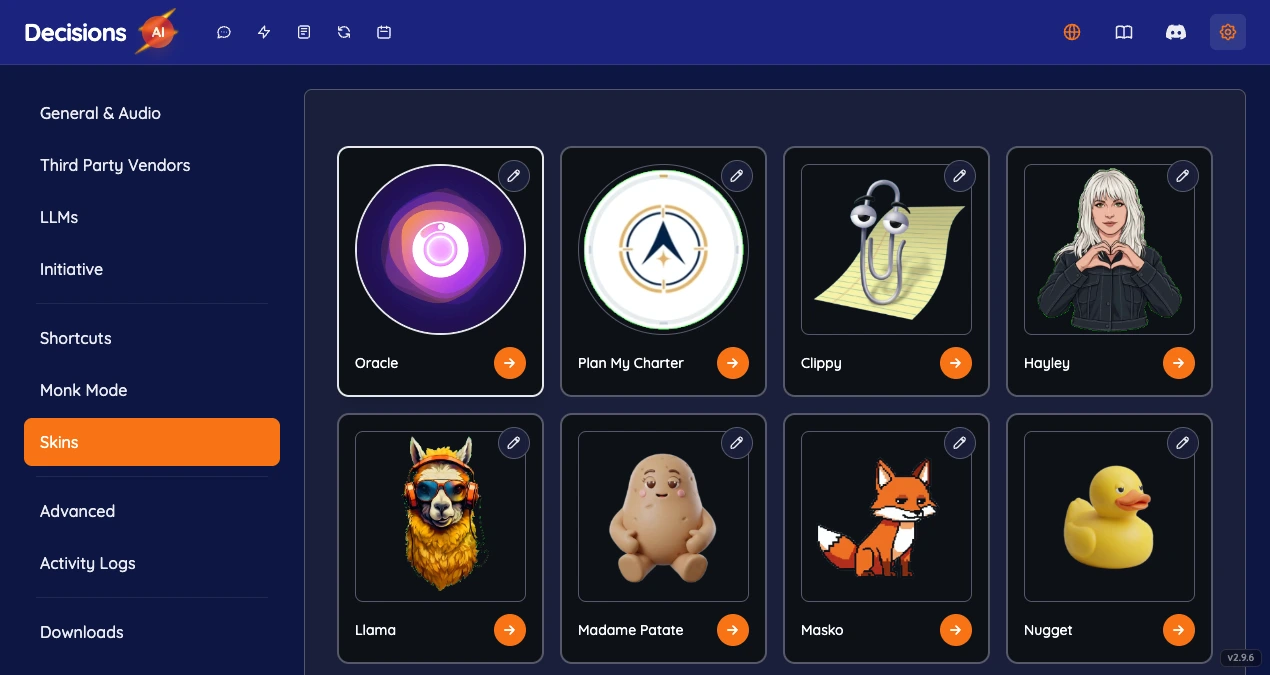 Decisions AI
General & Audio
Third Party Vendors
LLMs
Initiative
Shortcuts
Monk Mode
Skins
Advanced
Activity Logs
Downloads
Oracle
Plan My Charter
Clippy
Hayley
Llama
Madame Patate
Masko
Nugget
v2.9.6